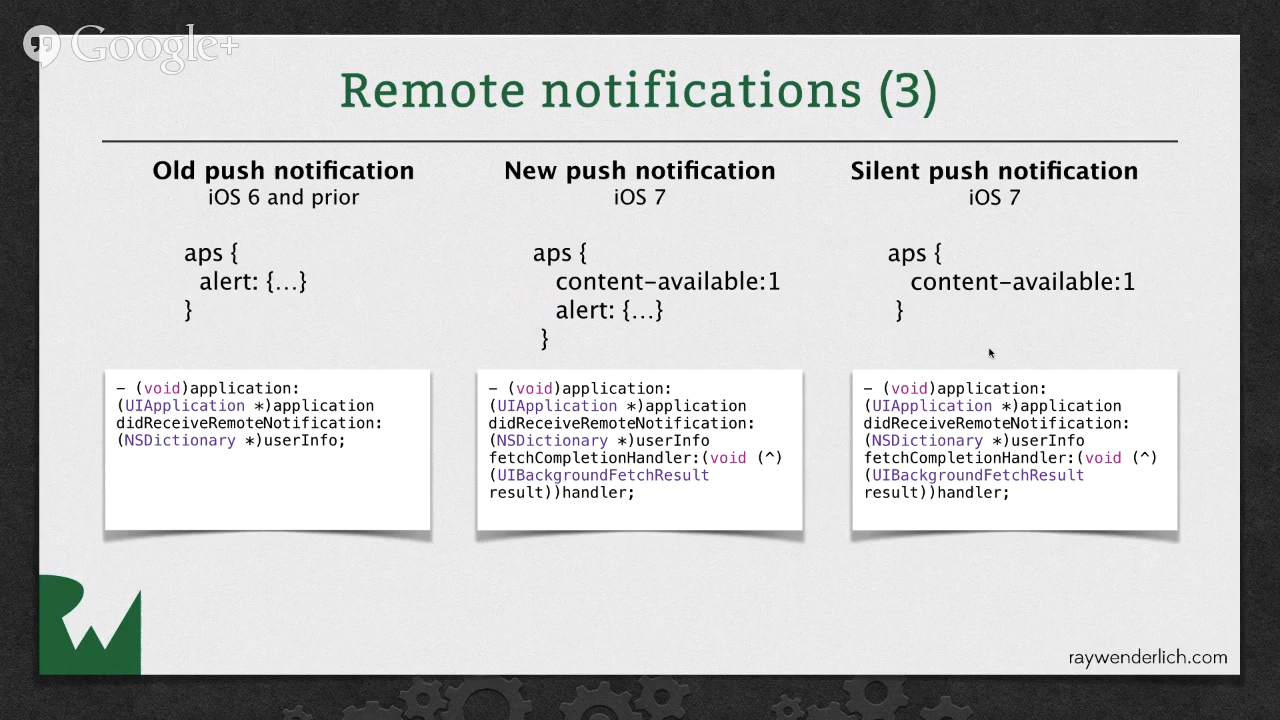 Google+
Remote notifications (3)
Old push notification
iOS 6 and prior
aps {
alert: {...}
}
- (void)application:
(UIApplication *)application
didReceiveRemoteNotification:
(NSDictionary *)userInfo;
New push notification
iOS 7
aps {
content-available:1
alert: {...}
}
- (void)application:
(UIApplication *)application
didReceiveRemoteNotification:
(NSDictionary *)userInfo
fetchCompletionHandler:(void (^)
(UIBackgroundFetchResult
result))handler;
Silent push notification
iOS 7
aps {
content-available:1
}
- (void)application:
(UIApplication *)application
didReceiveRemoteNotification:
(NSDictionary *)userInfo
fetchCompletionHandler:(void (^)
(UIBackgroundFetchResult
result))handler;
RW
raywenderlich.com